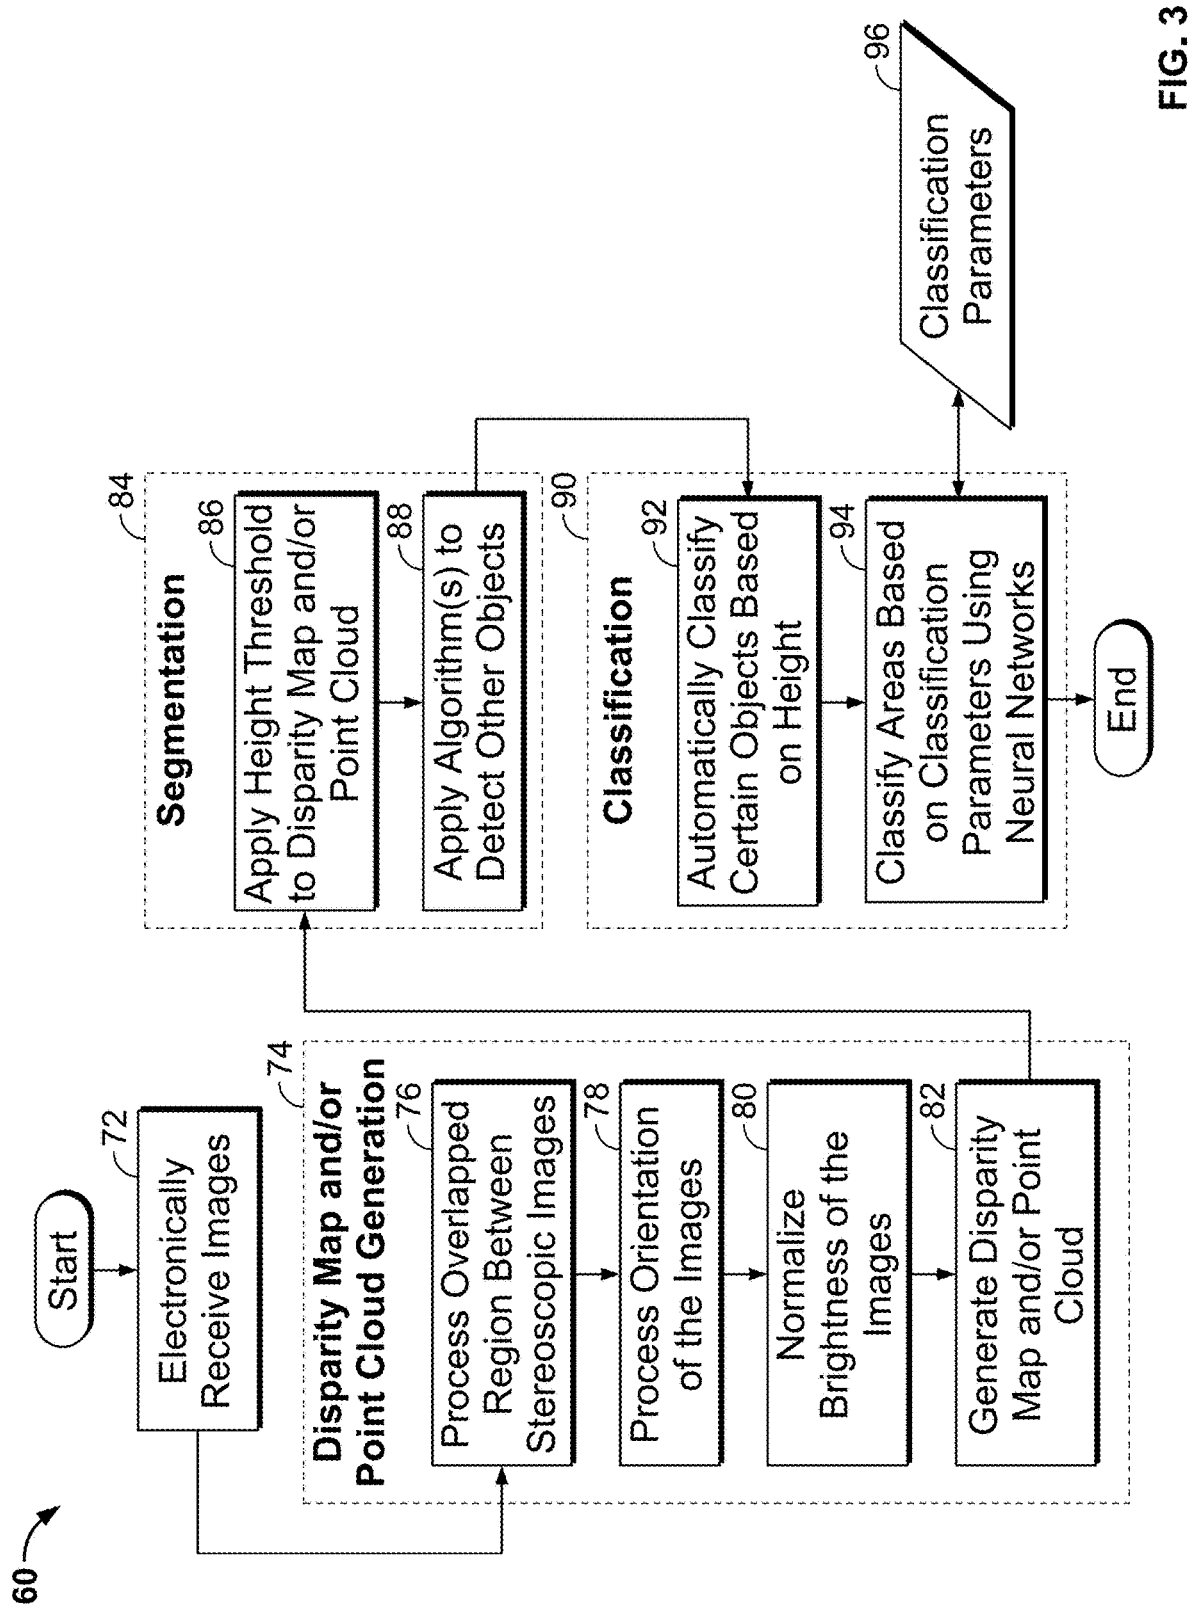 60
Start
72
Electronically
Receive Images
74
Disparity Map and/or
Point Cloud Generation
76
Process Overlapped
Region Between
Stereoscopic Images
78
Process Orientation
of the Images
80
Normalize
Brightness of the
Images
82
Generate Disparity
Map and/or Point
Cloud
84
Segmentation
86
Apply Height Threshold
to Disparity Map and/or
Point Cloud
88
Apply Algorithm(s) to
Detect Other Objects
90
Classification
92
Automatically Classify
Certain Objects Based
on Height
94
Classify Areas Based
on Classification
Parameters Using
Neural Networks
End
96
Classification
Parameters
FIG. 3